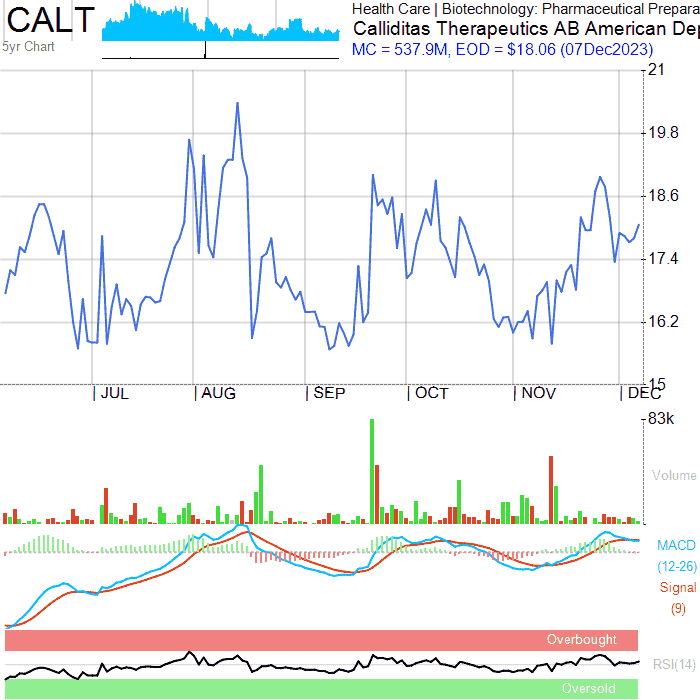 CALT
Health Care | Biotechnology: Pharmaceutical Prepara
Calliditas Therapeutics AB American De
MC = 537.9M, EOD = $18.06 (07Dec2023)
5yr Chart
21
19.8
18.6
17.4
16.2
15
JUL
AUG
SEP
OCT
NOV
DEC
83k
Volume
MACD
(12-26)
Signal
(9)
Overbought
RSI(14)
Oversold